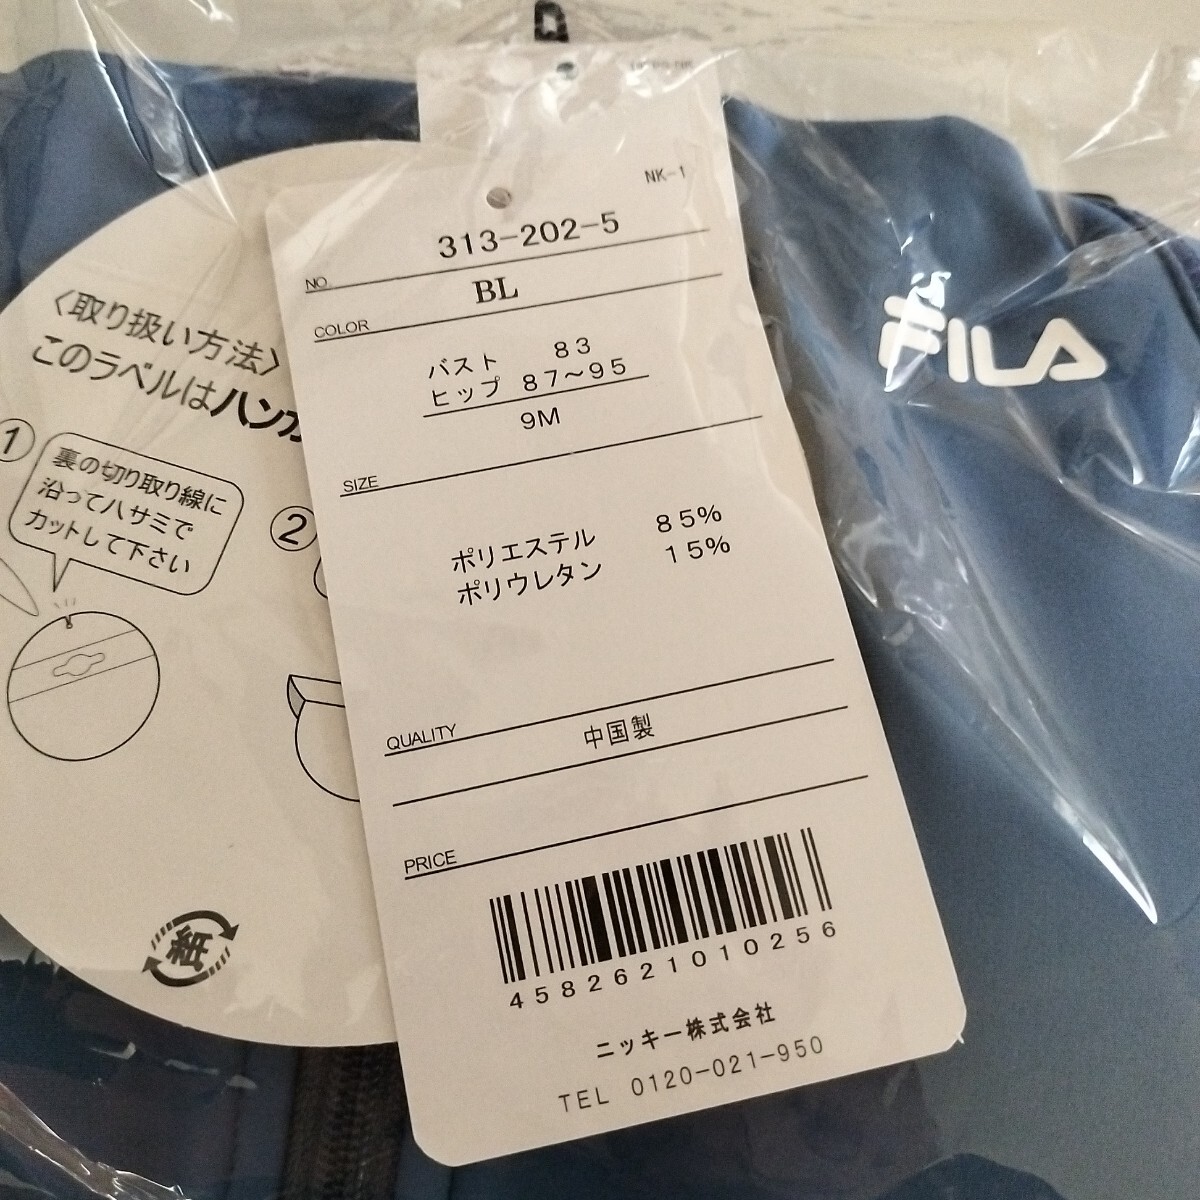 NK-1
313-202-5
NO.
BL
COLOR
バスト 83
ヒップ 87～95
9M
SIZE
ポリエステル 85%
ポリウレタン 15%
QUALITY
中国製
PRICE
4582621010256
ニッキー株式会社
TEL 0120-021-950
〈取り扱い方法〉
このラベルはハンガ
①
裏の切り取り線に
沿ってハサミで
カットして下さい
②
紙
FILA